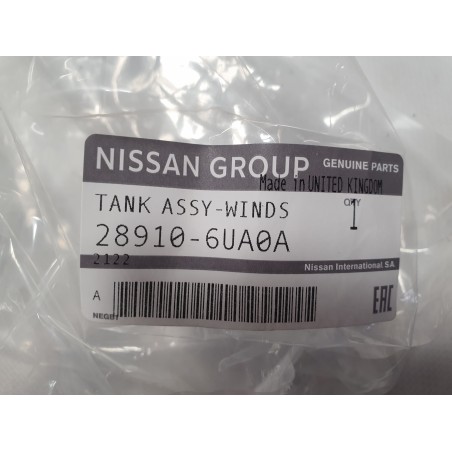 NISSAN GROUP GENUINE PARTS
Made in UNITED KINGDOM
TANK ASSY-WINDS QTY 1
28910-6UA0A
2122
Nissan International SA.
A
EAC